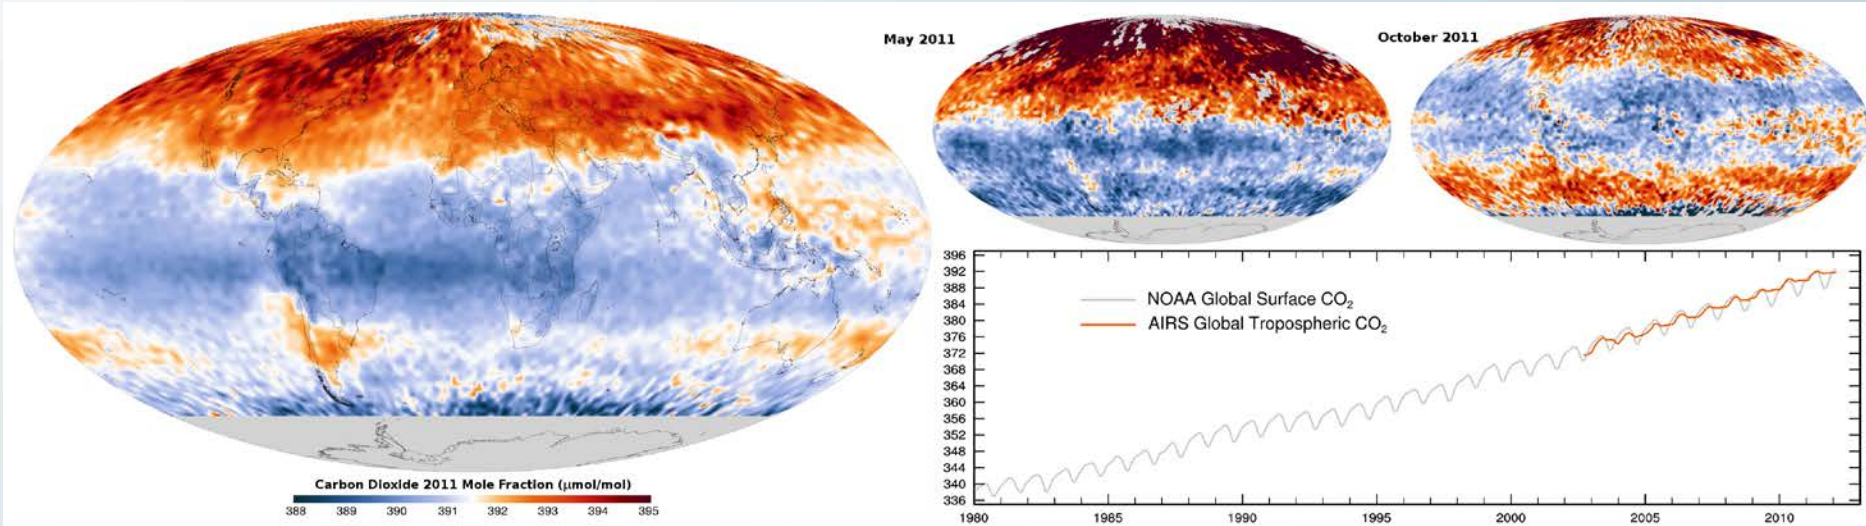 May 2011
October 2011
Carbon Dioxide 2011 Mole Fraction (μmol/mol)
388 389 390 391 392 393 394 395
396
392
388
384
380
376
372
368
364
360
356
352
348
344
340
336
NOAA Global Surface CO₂
AIRS Global Tropospheric CO₂
1980 1985 1990 1995 2000 2005 2010